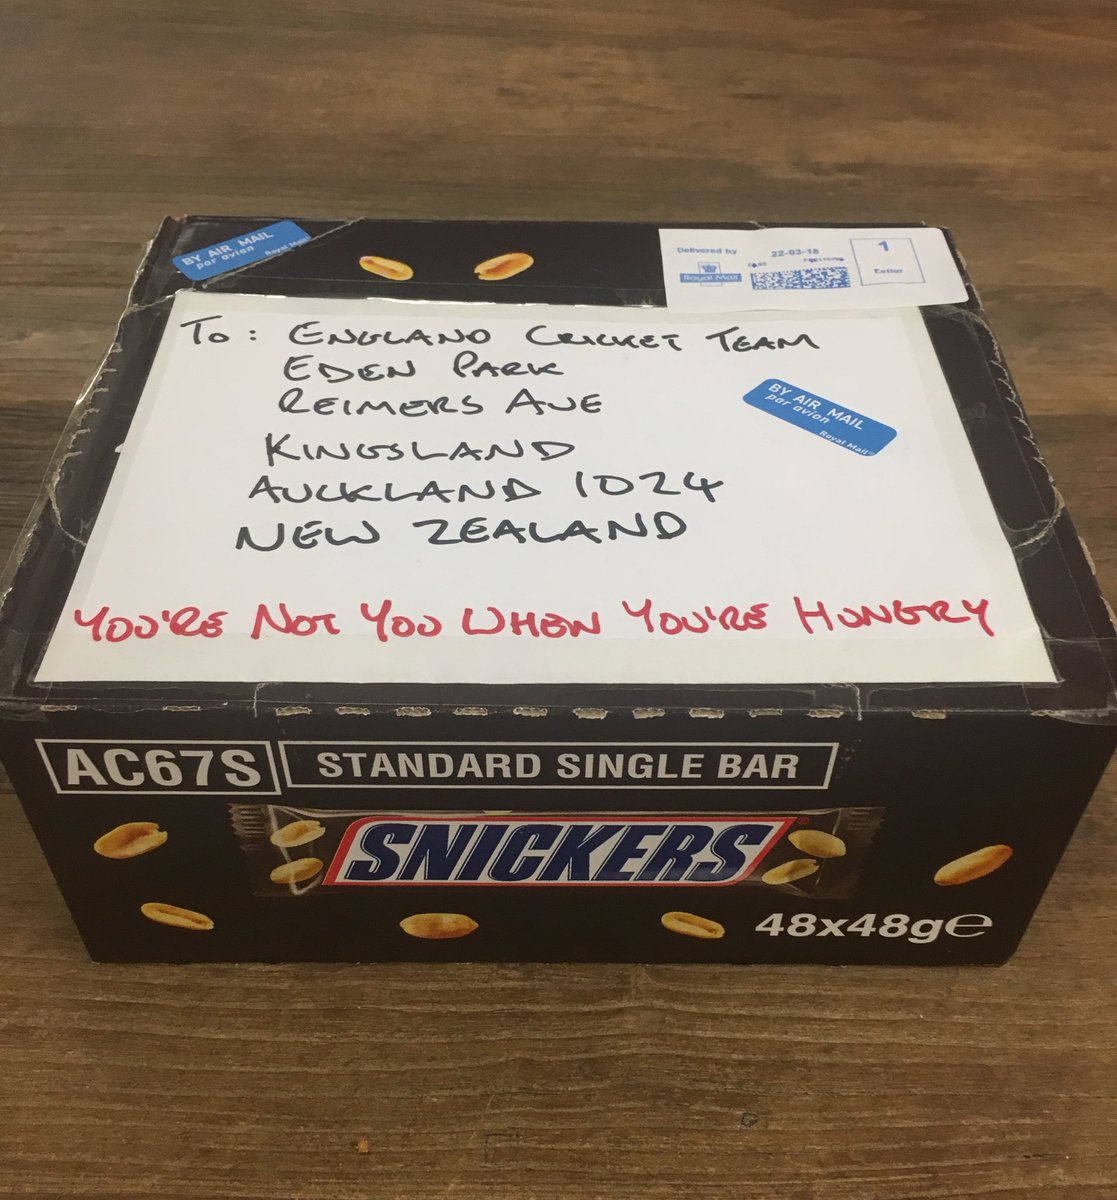 BY AIR MAIL
par avion
Royal Mail
Delivered by
22-03-18
1
Royal Mail
To: ENGLAND CRICKET TEAM
EDEN PARK
REIMERS AVE
KINGSLAND
AUCKLAND 1024
NEW ZEALAND
BY AIR MAIL
par avion
Royal Mail®
YOU'RE NOT YOU WHEN YOU'RE HUNGRY
AC67S STANDARD SINGLE BAR
SNICKERS®
48x48g℮